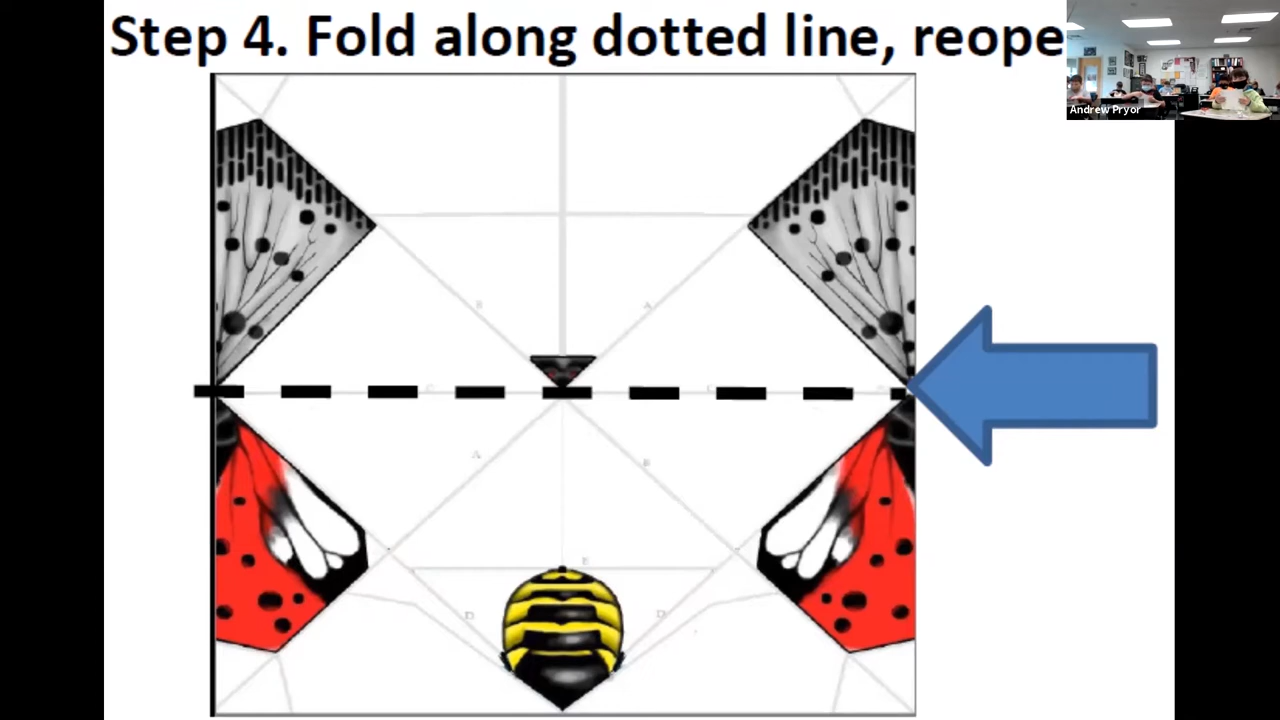 Step 4. Fold along dotted line, reope
Andrew Pryor
B
A
C
C
A
B
E
D
D